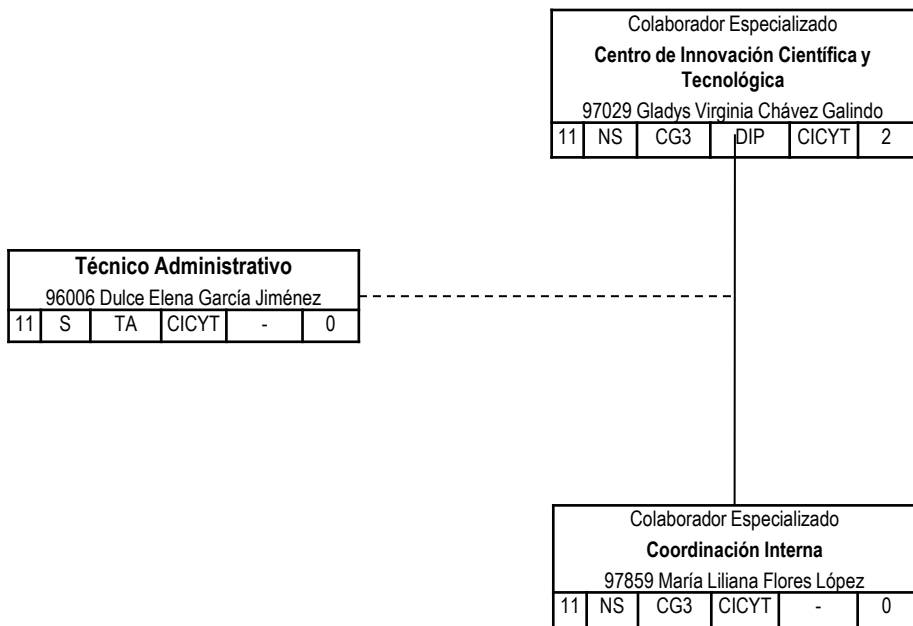 Colaborador Especializado
Centro de Innovación Científica y
Tecnológica
97029 Gladys Virginia Chávez Galindo
11 NS CG3 DIP CICYT 2
Técnico Administrativo
96006 Dulce Elena García Jiménez
11 S TA CICYT - 0
Colaborador Especializado
Coordinación Interna
97859 María Liliana Flores López
11 NS CG3 CICYT - 0